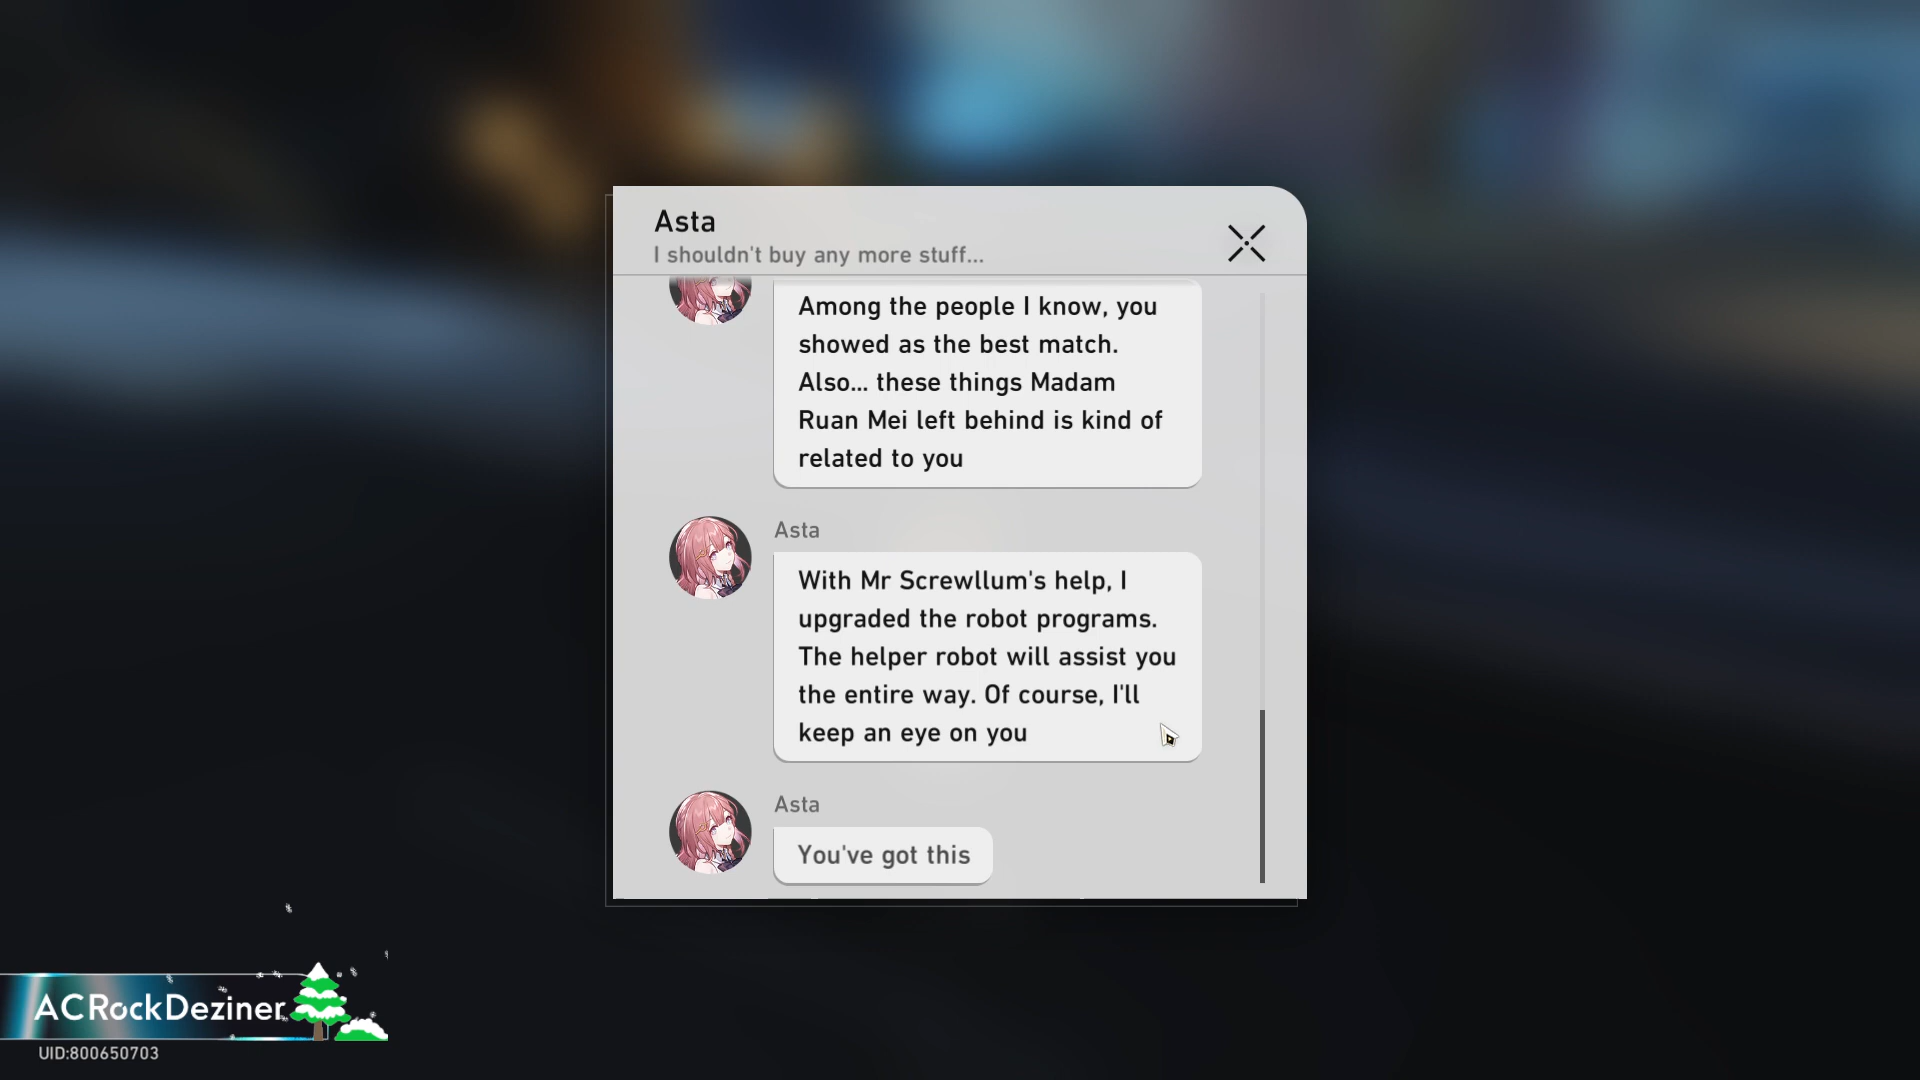 Asta
I shouldn't buy any more stuff...
Among the people I know, you
showed as the best match.
Also... these things Madam
Ruan Mei left behind is kind of
related to you
Asta
With Mr Screwllum's help, I
upgraded the robot programs.
The helper robot will assist you
the entire way. Of course, I'll
keep an eye on you
Asta
You've got this
ACRockDeziner
UID:800650703